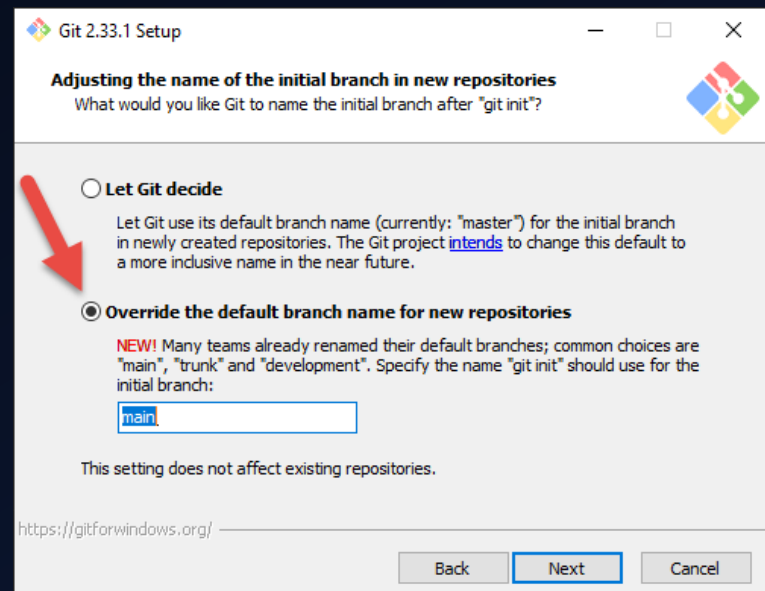 Git 2.33.1 Setup
Adjusting the name of the initial branch in new repositories
What would you like Git to name the initial branch after "git init"?
Let Git decide
Let Git use its default branch name (currently: "master") for the initial branch
in newly created repositories. The Git project intends to change this default to
a more inclusive name in the near future.
Override the default branch name for new repositories
NEW! Many teams already renamed their default branches; common choices are
"main", "trunk" and "development". Specify the name "git init" should use for the
initial branch:
main
This setting does not affect existing repositories.
https://gitforwindows.org/
Back Next Cancel